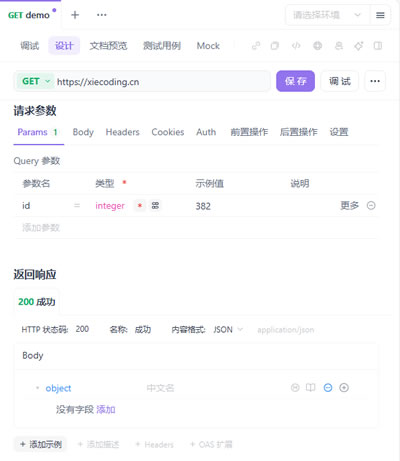 GET demo
请选择环境
调试 设计 文档预览 测试用例 Mock
GET https://xiecoding.cn 保 存 调 试
请求参数
Params 1 Body Headers Cookies Auth 前置操作 后置操作 设置
Query 参数
参数名 类型 * 示例值 说明
id = integer * 382 更多
添加参数
返回响应
200 成功
HTTP 状态码: 200 名称: 成功 内容格式: JSON application/json
Body
object 中文名
没有字段 添加
+ 添加示例 + 添加描述 + Headers + OAS 扩展